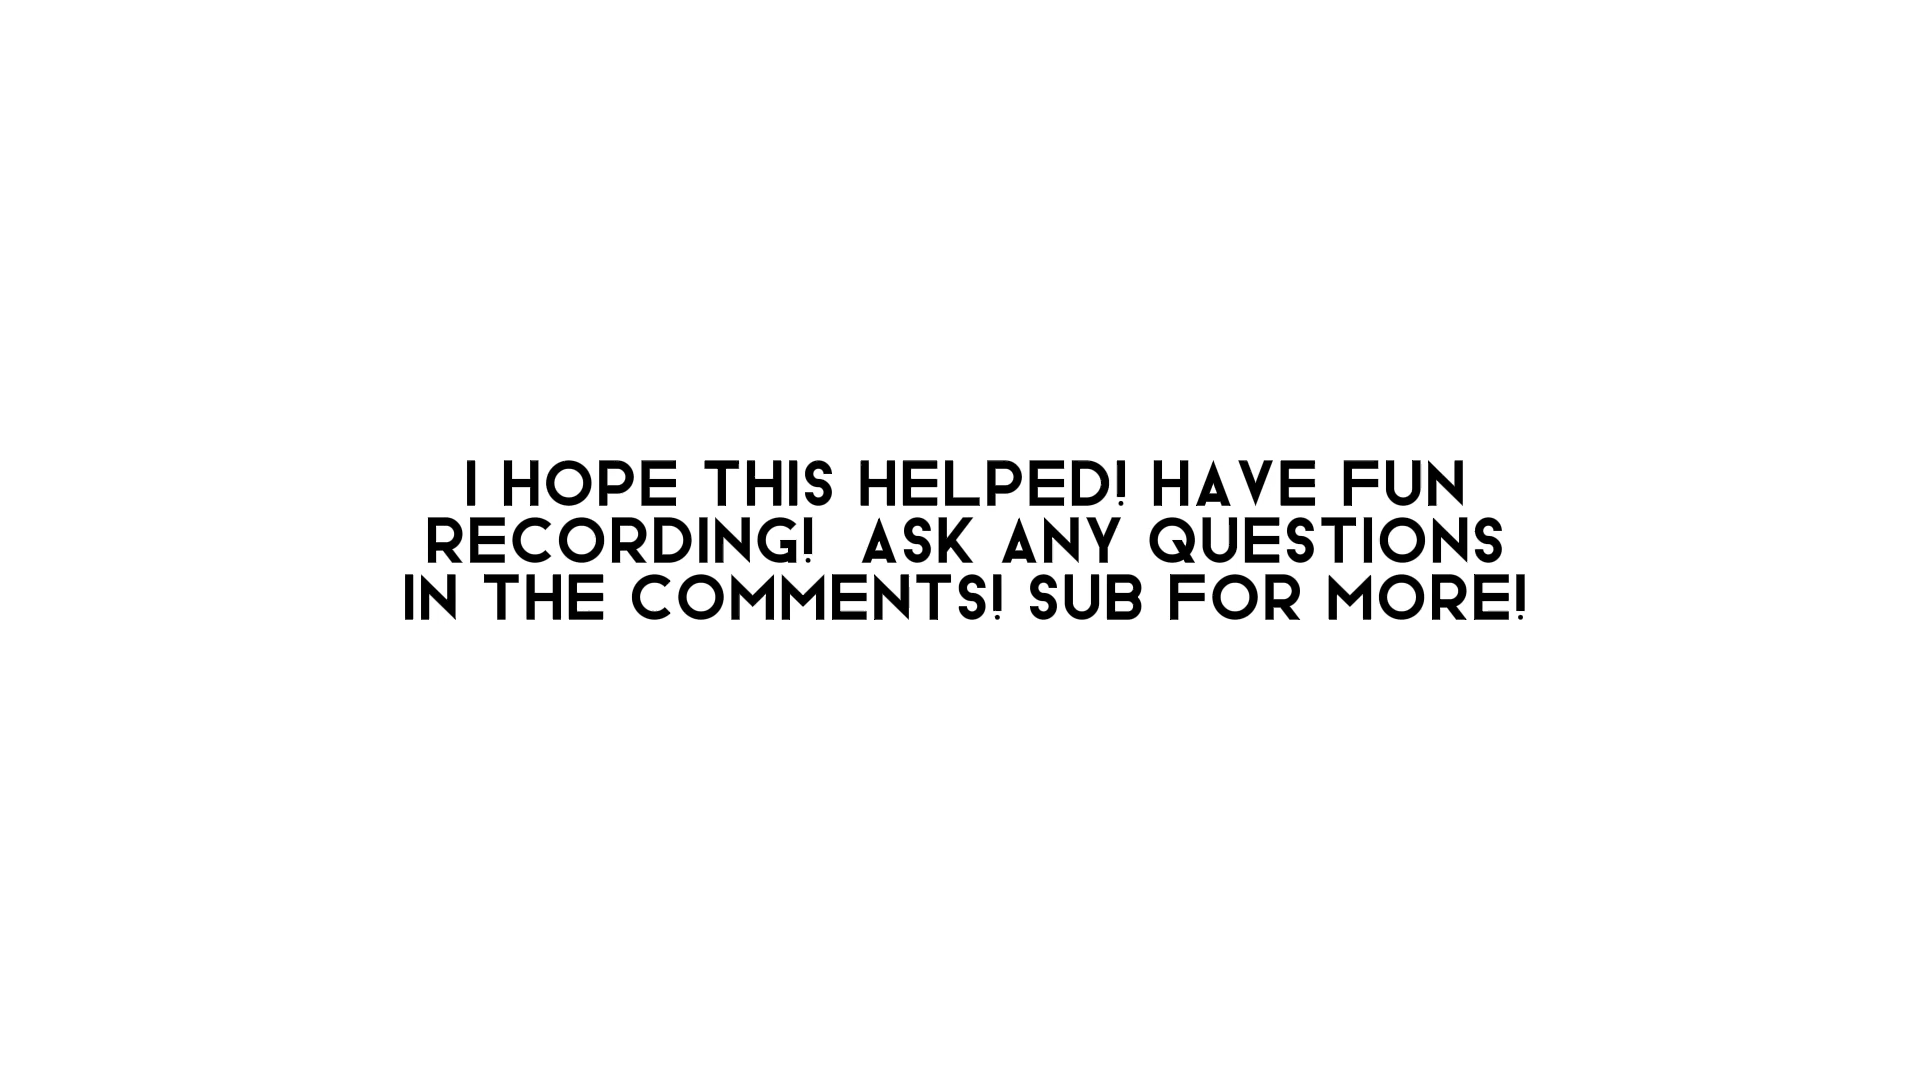 I HOPE THIS HELPED! HAVE FUN
RECORDING!  ASK ANY QUESTIONS
IN THE COMMENTS! SUB FOR MORE!